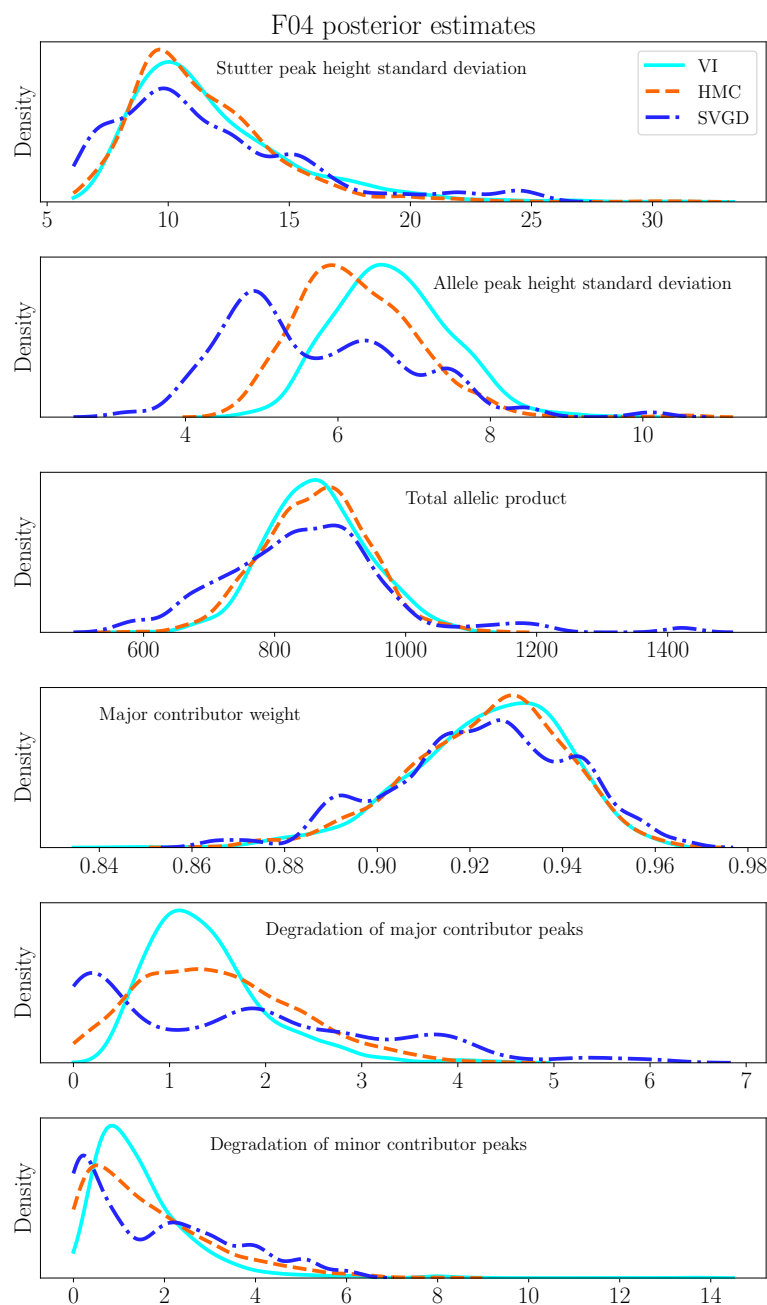 F04 posterior estimates
Stutter peak height standard deviation
VI
HMC
SVGD
Density
5 10 15 20 25 30
Allele peak height standard deviation
Density
4 6 8 10
Total allelic product
Density
600 800 1000 1200 1400
Major contributor weight
Density
0.84 0.86 0.88 0.90 0.92 0.94 0.96 0.98
Degradation of major contributor peaks
Density
0 1 2 3 4 5 6 7
Degradation of minor contributor peaks
Density
0 2 4 6 8 10 12 14